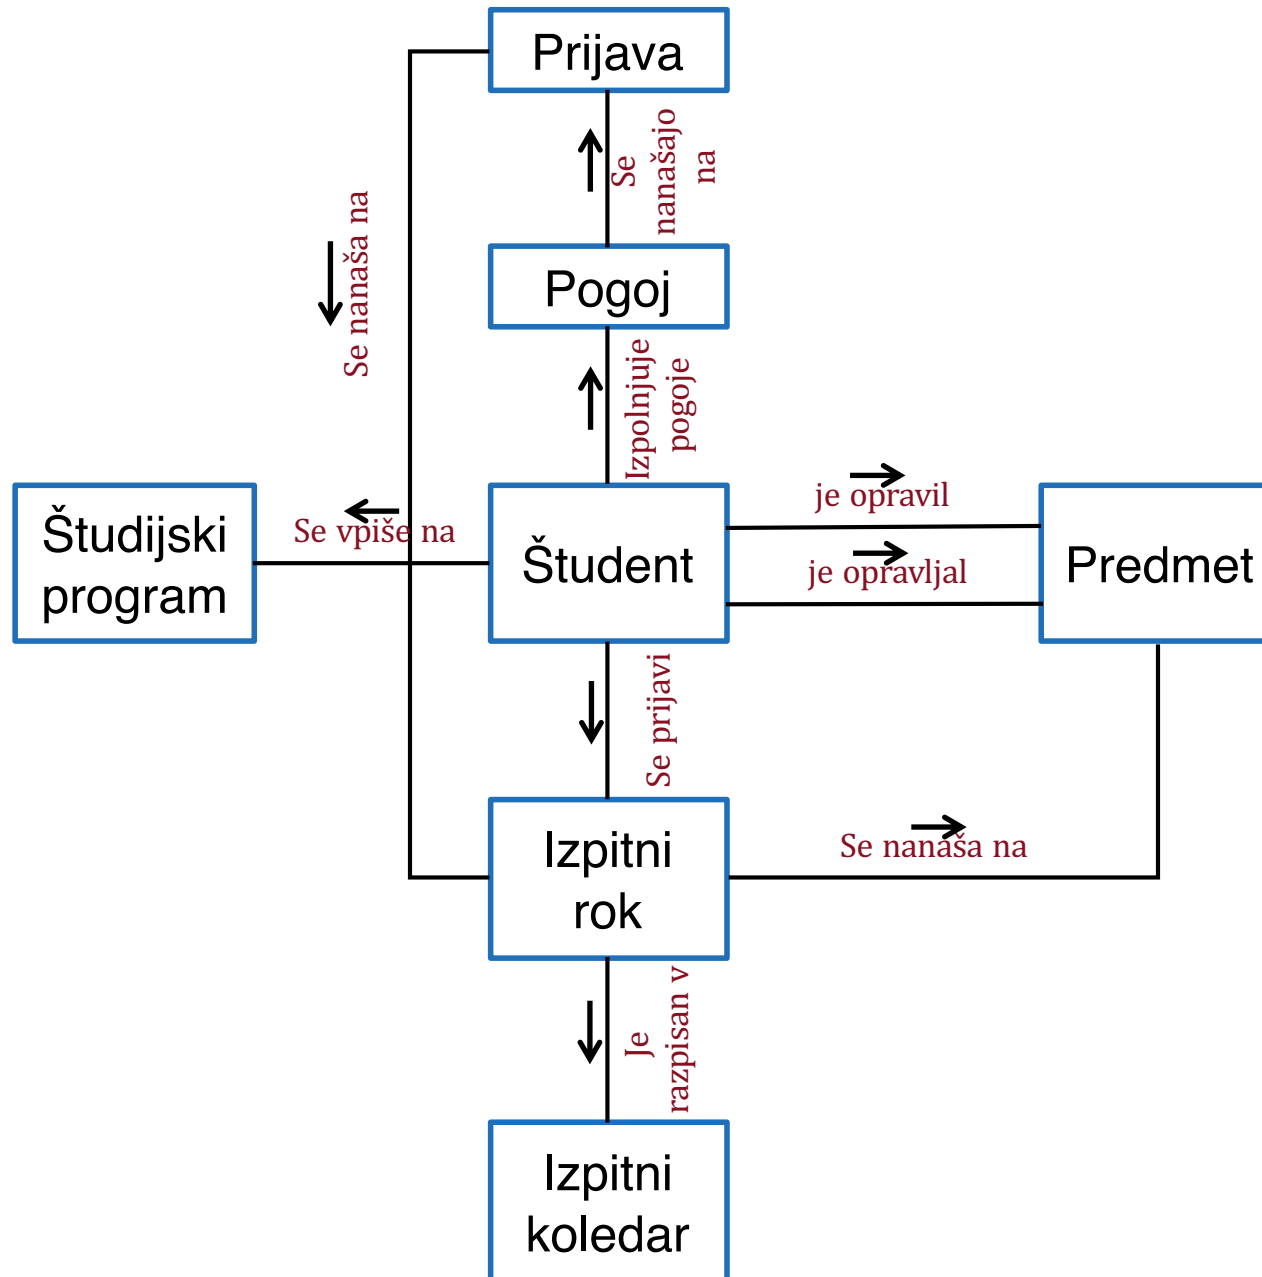 Prijava
Se
nanašajo
na
Se nanaša na
Pogoj
Izpolnjuje
pogoje
Študijski
program
Se vpiše na
Študent
je opravil
je opravljal
Predmet
Se prijavi
Izpitni
rok
Se nanaša na
Je
razpisan v
Izpitni
koledar